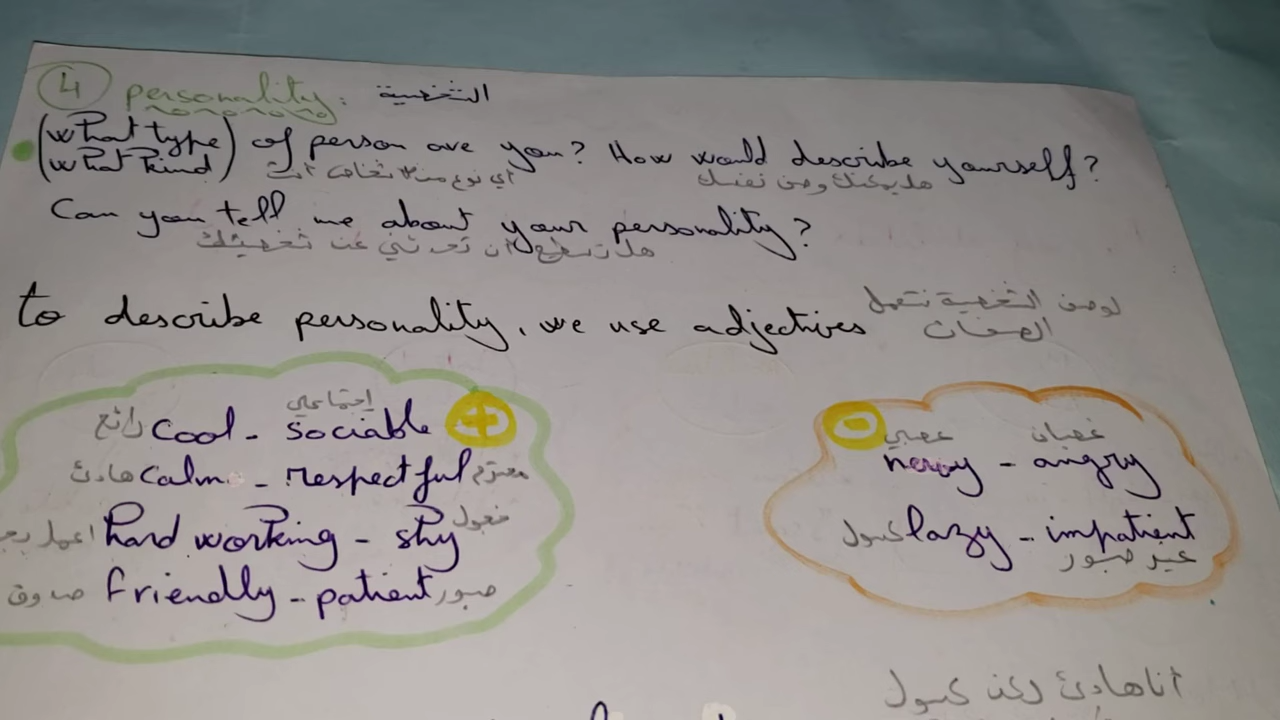 4 personality: الشخصية
(What type) of person are you? How would describe yourself?
(What kind)
أي نوع من الأشخاص أنت هل يمكنك وصف نفسك
Can you tell me about your personality?
هل تستطيع أن تحدثني عن شخصيتك
to describe personality, we use adjectives لوصف الشخصية نستعمل
الصفات
إجتماعي
رائع Cool - sociable +
هادئ calm - respectful محترم
hard working - shy خجول
friendly - patient صبور
- عصبي غضبان
nervy - angry
كسول lazy - impatient
غير صبور
أنا هادئ لكن كسول